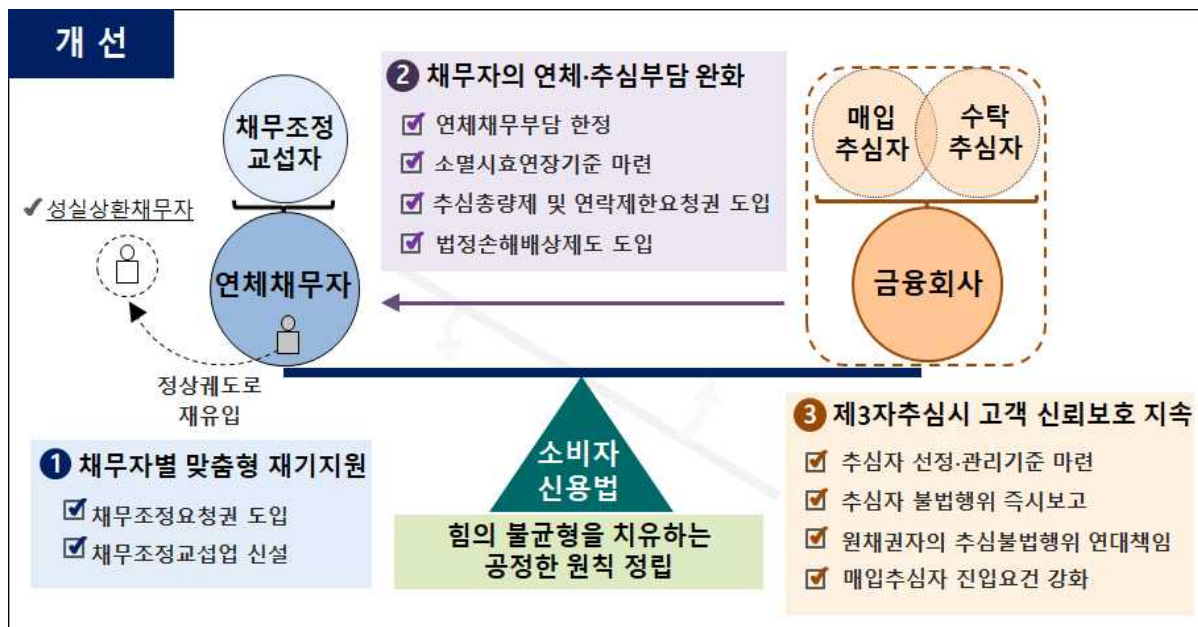 개 선
채무조정
교섭자
✔성실상환채무자
연체채무자
정상궤도로
재유입
❷ 채무자의 연체·추심부담 완화
☑ 연체채무부담 한정
☑ 소멸시효연장기준 마련
☑ 추심총량제 및 연락제한요청권 도입
☑ 법정손해배상제도 도입
매입
추심자
수탁
추심자
금융회사
❶ 채무자별 맞춤형 재기지원
☑ 채무조정요청권 도입
☑ 채무조정교섭업 신설
소비자
신용법
힘의 불균형을 치유하는
공정한 원칙 정립
❸ 제3자추심시 고객 신뢰보호 지속
☑ 추심자 선정·관리기준 마련
☑ 추심자 불법행위 즉시보고
☑ 원채권자의 추심불법행위 연대책임
☑ 매입추심자 진입요건 강화